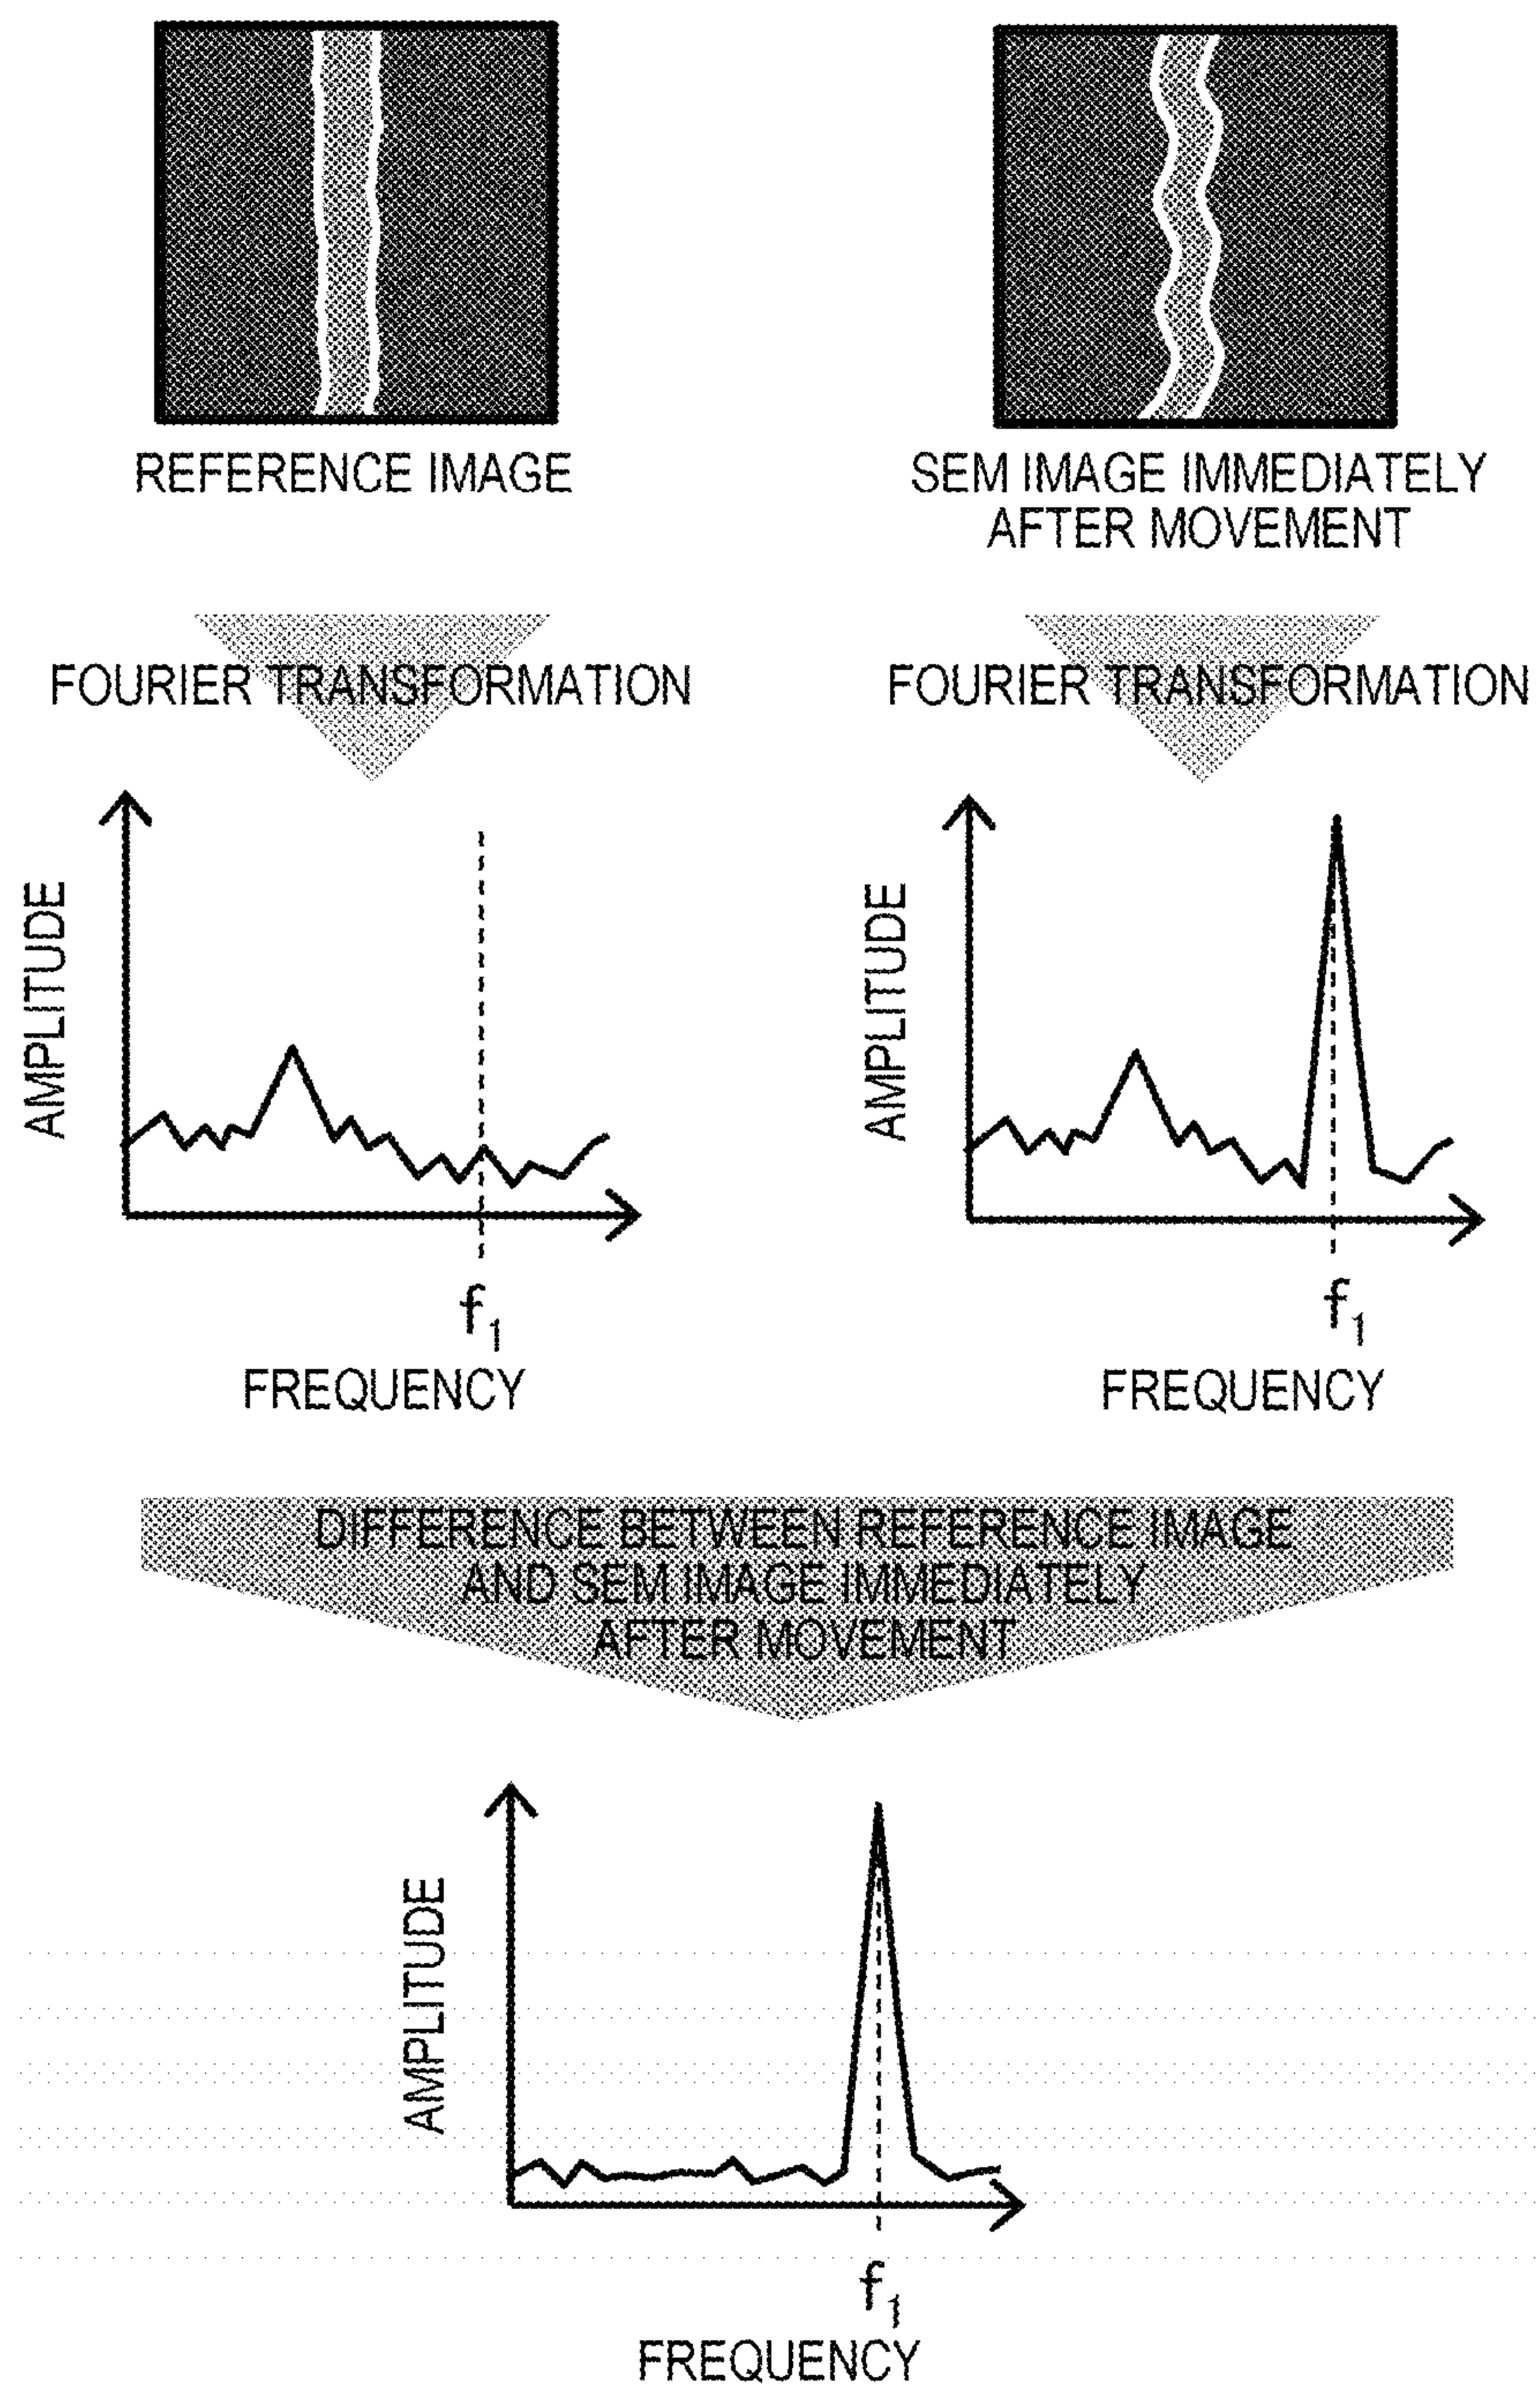 REFERENCE IMAGE
SEM IMAGE IMMEDIATELY
AFTER MOVEMENT
FOURIER TRANSFORMATION
FOURIER TRANSFORMATION
AMPLITUDE
f₁
FREQUENCY
AMPLITUDE
f₁
FREQUENCY
DIFFERENCE BETWEEN REFERENCE IMAGE
AND SEM IMAGE IMMEDIATELY
AFTER MOVEMENT
AMPLITUDE
f₁
FREQUENCY